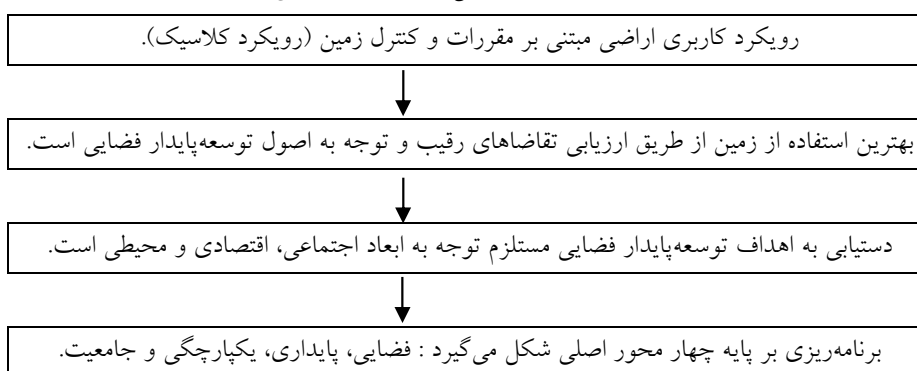 رویکرد کاربری اراضی مبتنی بر مقررات و کنترل زمین (رویکرد کلاسیک).
بهترین استفاده از زمین از طریق ارزیابی تقاضاهای رقیب و توجه به اصول توسعه‌پایدار فضایی است.
دستیابی به اهداف توسعه‌پایدار فضایی مستلزم توجه به ابعاد اجتماعی، اقتصادی و محیطی است.
برنامه‌ریزی بر پایه چهار محور اصلی شکل می‌گیرد : فضایی، پایداری، یکپارچگی و جامعیت.